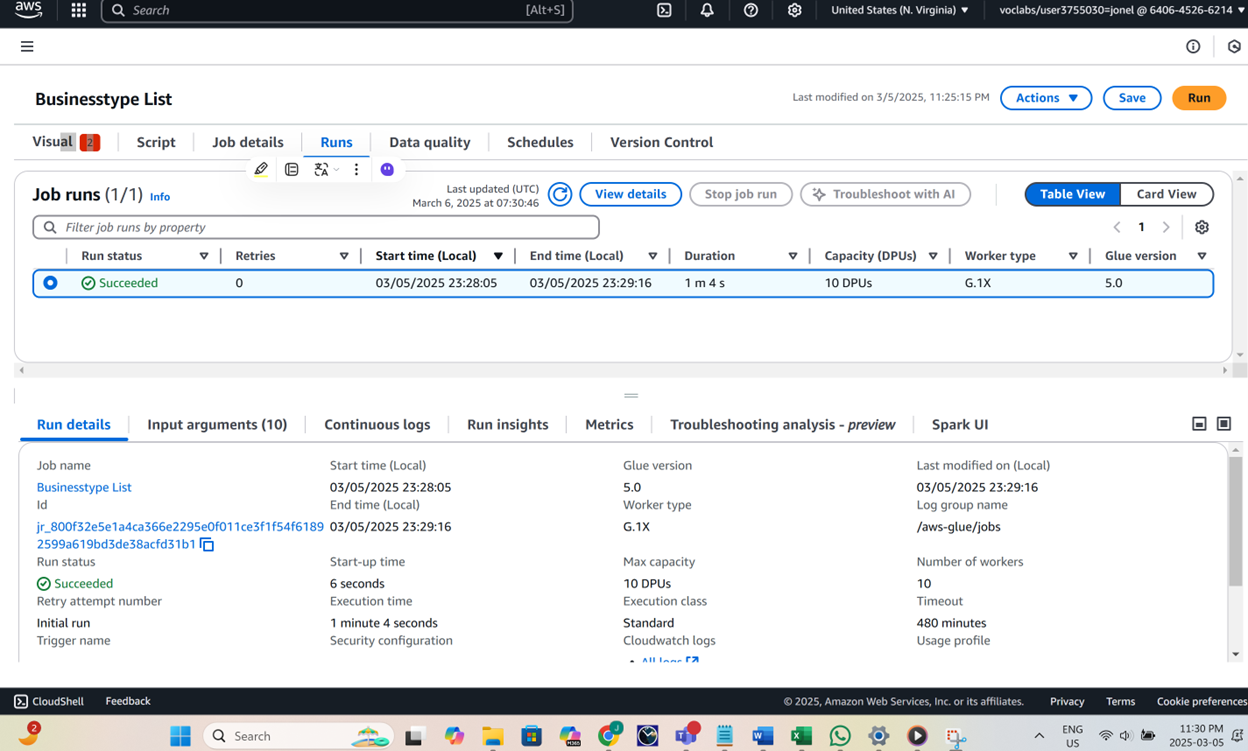 aws
Search
[Alt+S]
United States (N. Virginia) ▼
voclabs/user3755030=jonel @ 6406-4526-6214 ▼
Businesstype List
Last modified on 3/5/2025, 11:25:15 PM
Actions ▼
Save
Run
Visual 2
Script
Job details
Runs
Data quality
Schedules
Version Control
Job runs (1/1) Info
Last updated (UTC)
March 6, 2025 at 07:30:46
View details
Stop job run
Troubleshoot with AI
Table View
Card View
Filter job runs by property
1
Run status Retries Start time (Local) End time (Local) Duration Capacity (DPUs) Worker type Glue version
Succeeded 0 03/05/2025 23:28:05 03/05/2025 23:29:16 1 m 4 s 10 DPUs G.1X 5.0
Run details
Input arguments (10)
Continuous logs
Run insights
Metrics
Troubleshooting analysis - preview
Spark UI
Job name
Businesstype List
Id
jr_800f32e5e1a4ca366e2295e0f011ce3f1f54f6189
2599a619bd3de38acfd31b1
Run status
Succeeded
Retry attempt number
Initial run
Trigger name
Start time (Local)
03/05/2025 23:28:05
End time (Local)
03/05/2025 23:29:16
Start-up time
6 seconds
Execution time
1 minute 4 seconds
Security configuration
Glue version
5.0
Worker type
G.1X
Max capacity
10 DPUs
Execution class
Standard
Cloudwatch logs
• All logs
Last modified on (Local)
03/05/2025 23:29:16
Log group name
/aws-glue/jobs
Number of workers
10
Timeout
480 minutes
Usage profile
CloudShell
Feedback
© 2025, Amazon Web Services, Inc. or its affiliates.
Privacy
Terms
Cookie preferences
2
Search
M365
J
ENG
US
11:30 PM
2025-03-05